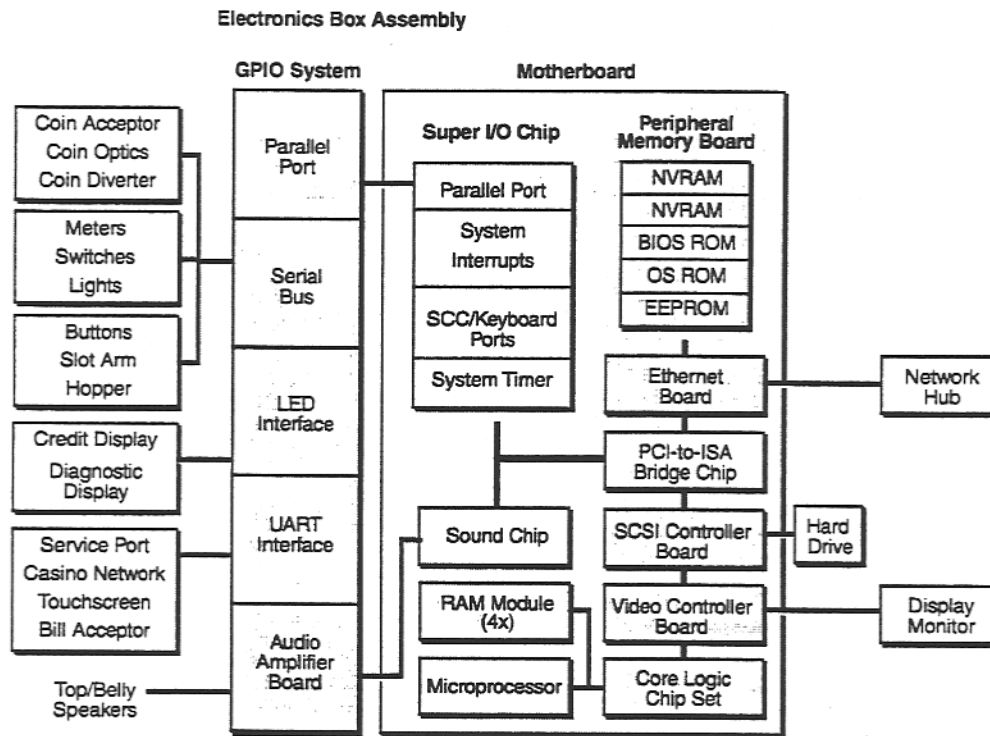 Electronics Box Assembly
GPIO System
Motherboard
Coin Acceptor
Coin Optics
Coin Diverter
Meters
Switches
Lights
Buttons
Slot Arm
Hopper
Credit Display
Diagnostic
Display
Service Port
Casino Network
Touchscreen
Bill Acceptor
Top/Belly
Speakers
Parallel
Port
Serial
Bus
LED
Interface
UART
Interface
Audio
Amplifier
Board
Super I/O Chip
Parallel Port
System
Interrupts
SCC/Keyboard
Ports
System Timer
Sound Chip
RAM Module
(4x)
Microprocessor
Peripheral
Memory Board
NVRAM
NVRAM
BIOS ROM
OS ROM
EEPROM
Ethernet
Board
PCI-to-ISA
Bridge Chip
SCSI Controller
Board
Video Controller
Board
Core Logic
Chip Set
Network
Hub
Hard
Drive
Display
Monitor